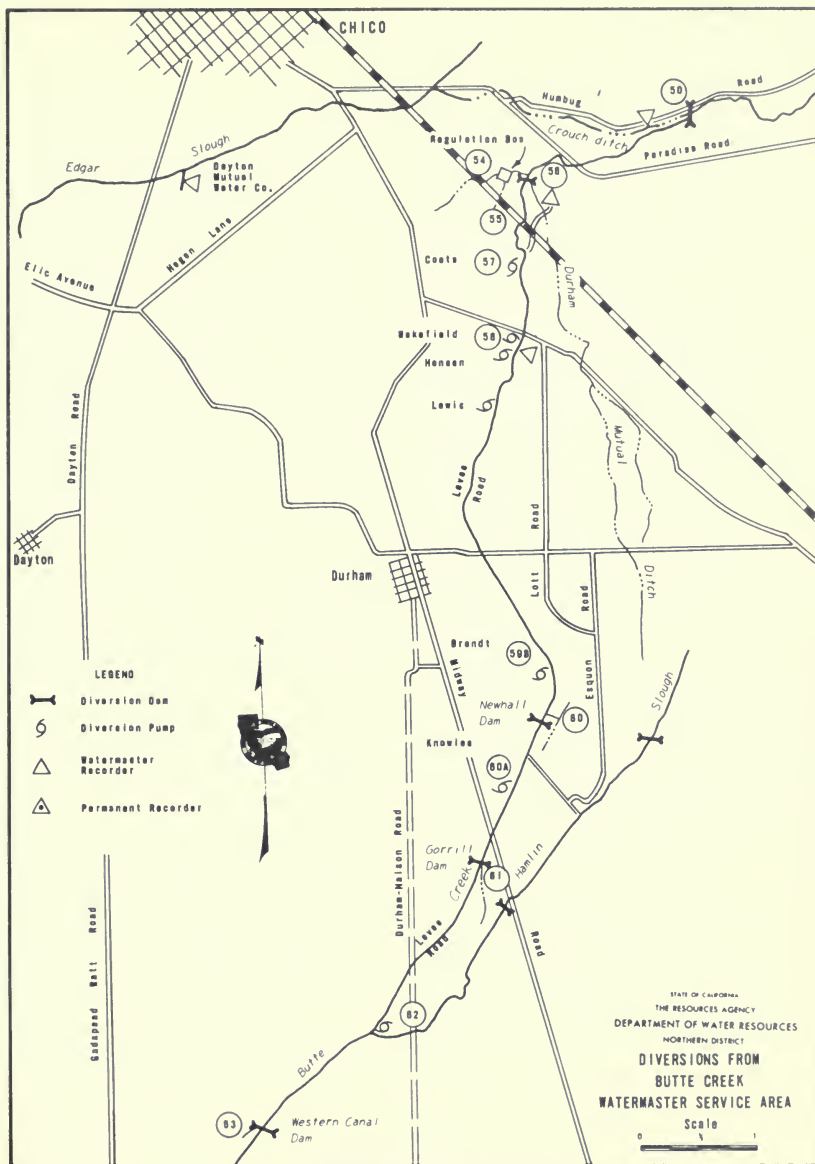 CHICO
Humbug
Road
50
Crouch ditch
Paradise Road
Regulation Box
54
56
55
Edgar
Slough
Dayton
Mutual
Water Co.
Hegan Lane
Coats
57
Durham
Elic Avenue
Wakefield
58
Hensen
Lewis
Dayton Road
Levee
Road
Mutual
Lott
Road
Ditch
Dayton
Durham
Esquon
Road
Brendt
59B
Midway
Slough
LEGEND
Diversion Dam
Diversion Pump
Watermaster
Recorder
Permanent Recorder
Newhall
Dam
60
Knowles
60A
Durham-Nelson Road
Gorrill
Dam
61
Hamlin
Creek
Levee
Road
Road
Godspeed Watt Road
62
Butte
63
Western Canal
Dam
STATE OF CALIFORNIA
THE RESOURCES AGENCY
DEPARTMENT OF WATER RESOURCES
NORTHERN DISTRICT
DIVERSIONS FROM
BUTTE CREEK
WATERMASTER SERVICE AREA
Scale
0 ½ 1